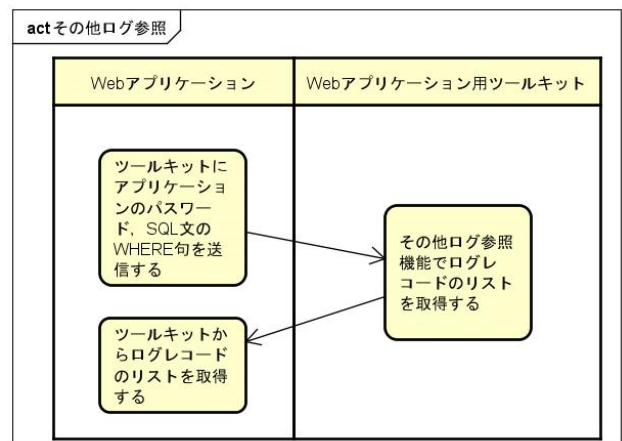 act その他ログ参照
Webアプリケーション
Webアプリケーション用ツールキット
ツールキットに
アプリケーショ
ンのパスワー
ド，SQL文の
WHERE句を送
信する
その他ログ参照
機能でログレ
コードのリスト
を取得する
ツールキットか
らログレコード
のリストを取得
する